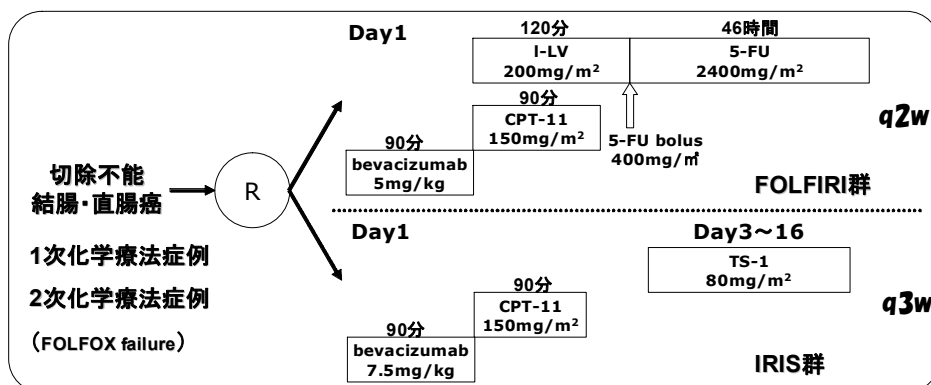 Day1
120分
l-LV
200mg/m²
46時間
5-FU
2400mg/m²
90分
CPT-11
150mg/m²
5-FU bolus
400mg/㎡
90分
bevacizumab
5mg/kg
q2w
FOLFIRI群
切除不能
結腸・直腸癌
1次化学療法症例
2次化学療法症例
（FOLFOX failure）
R
Day1
Day3～16
TS-1
80mg/m²
90分
CPT-11
150mg/m²
90分
bevacizumab
7.5mg/kg
q3w
IRIS群